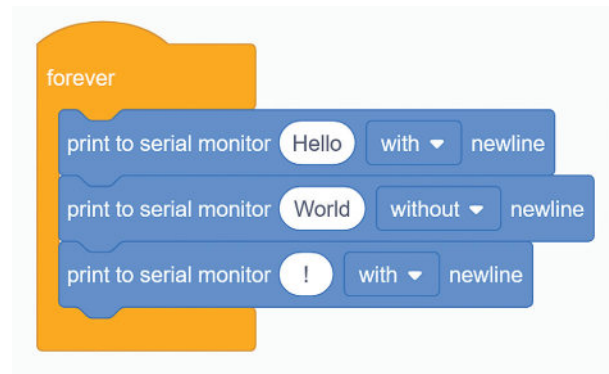 forever
print to serial monitor Hello with newline
print to serial monitor World without newline
print to serial monitor ! with newline